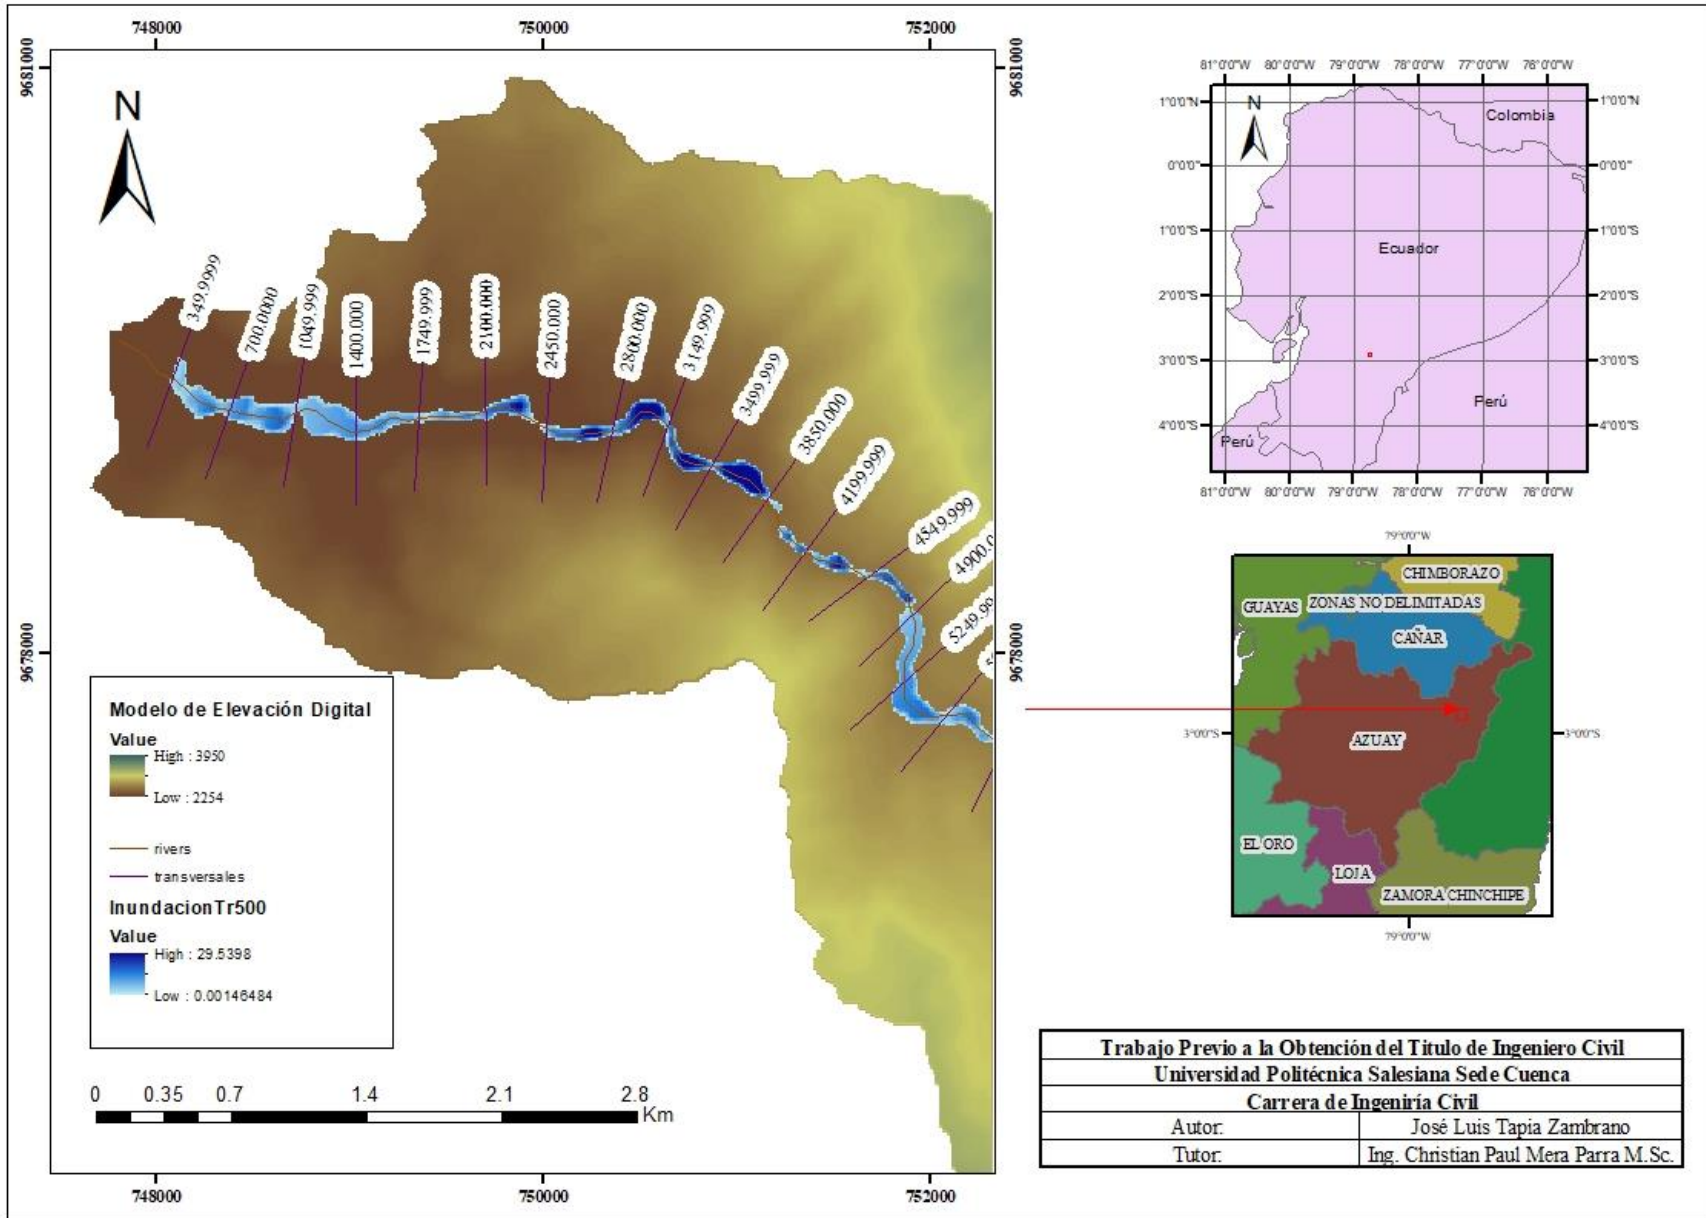 748000
750000
752000
9681000
9681000
N
349.9999
700.0000
1049.999
1400.000
1749.999
2100.000
2450.000
2800.000
3149.999
3499.999
3850.000
4199.999
4549.999
4900.0
5249.99
9678000
9678000
Modelo de Elevación Digital
Value
High : 3950
Low : 2254
rivers
transversales
InundacionTr500
Value
High : 29.5398
Low : 0.00146484
0 0.35 0.7 1.4 2.1 2.8
Km
748000
750000
752000
81°0'0"W 80°0'0"W 79°0'0"W 78°0'0"W 77°0'0"W 76°0'0"W
N
1°0'0"N
1°0'0"N
Colombia
0°0'0"
0°0'0"
1°0'0"S
1°0'0"S
Ecuador
2°0'0"S
2°0'0"S
3°0'0"S
3°0'0"S
Perú
4°0'0"S
4°0'0"S
Perú
81°0'0"W 80°0'0"W 79°0'0"W 78°0'0"W 77°0'0"W 76°0'0"W
79°0'0"W
CHIMBORAZO
GUAYAS
ZONAS NO DELIMITADAS
CAÑAR
3°0'0"S
3°0'0"S
AZUAY
EL ORO
LOJA
ZAMORA CHINCHIPE
79°0'0"W
Trabajo Previo a la Obtención del Titulo de Ingeniero Civil
Universidad Politécnica Salesiana Sede Cuenca
Carrera de Ingeniría Civil
Autor: José Luis Tapia Zambrano
Tutor: Ing. Christian Paul Mera Parra M.Sc.